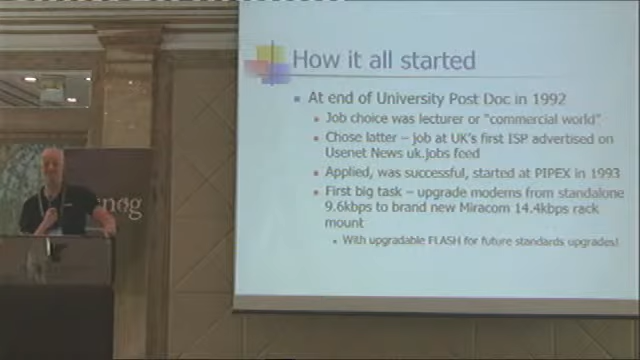 How it all started
At end of University Post Doc in 1992
Job choice was lecturer or "commercial world"
Chose latter – job at UK's first ISP advertised on
Usenet News uk.jobs feed
Applied, was successful, started at PIPEX in 1993
First big task – upgrade modems from standalone
9.6kbps to brand new Miracom 14.4kbps rack
mount
With upgradable FLASH for future standards upgrades!